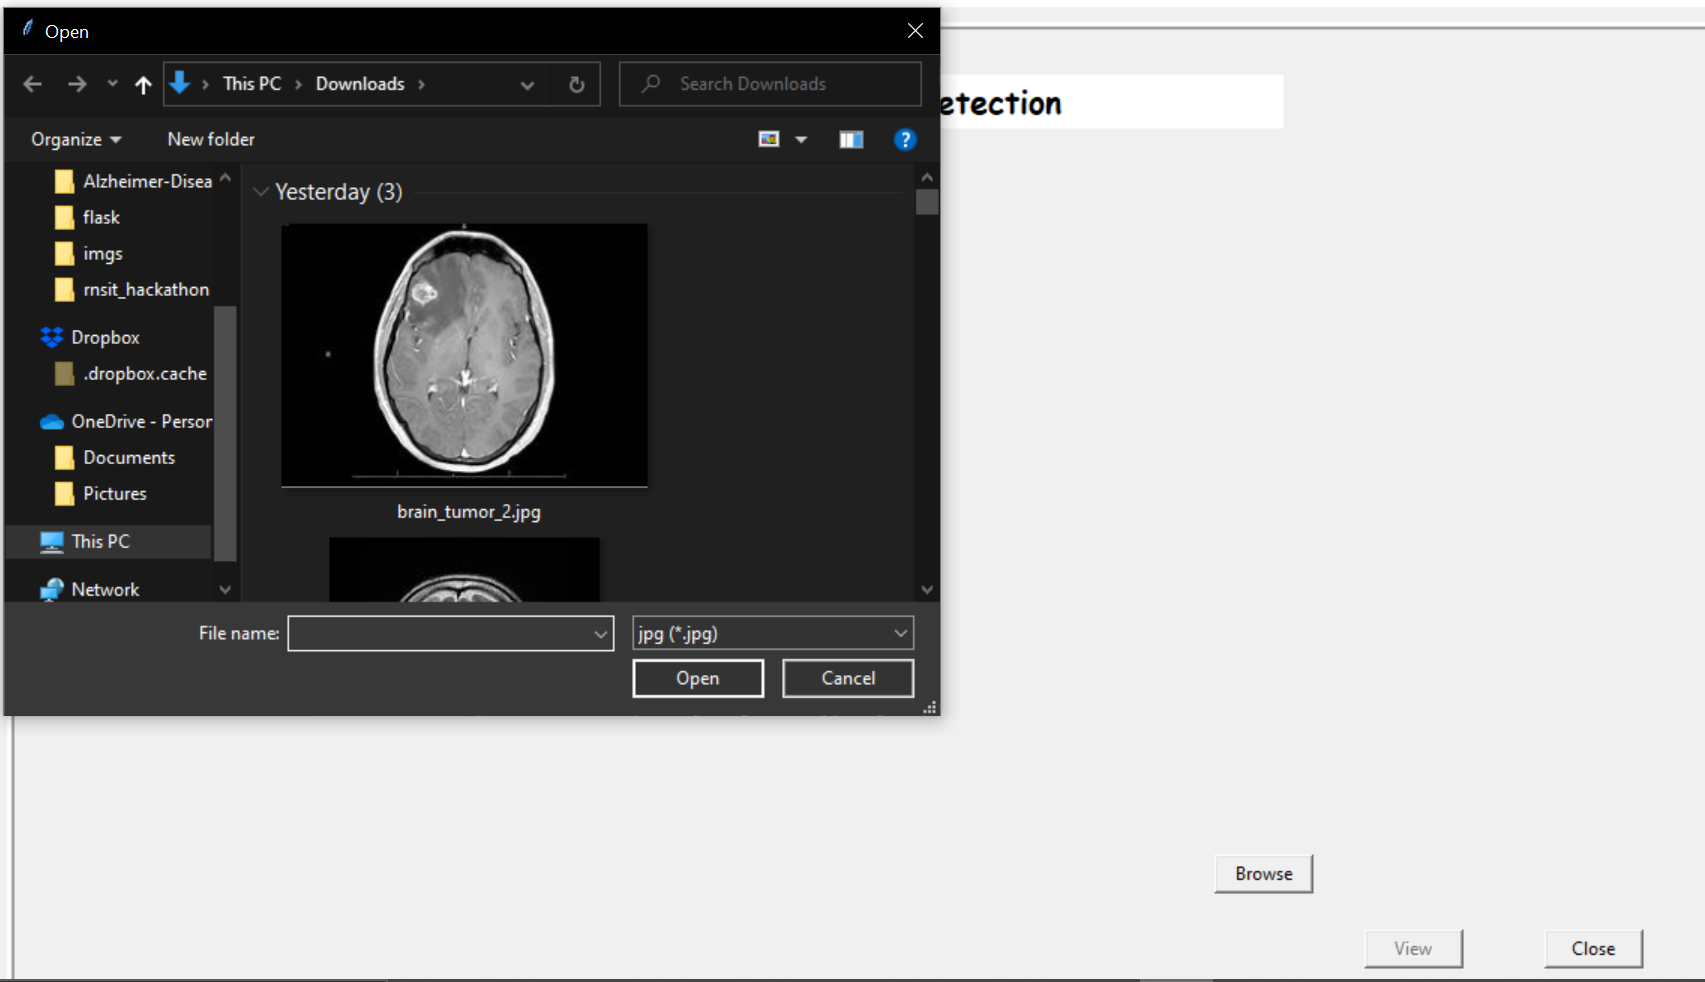 Open
This PC
Downloads
Search Downloads
etection
Organize
New folder
Alzheimer-Disea
flask
imgs
rnsit_hackathon
Dropbox
.dropbox.cache
OneDrive - Person
Documents
Pictures
This PC
Network
Yesterday (3)
brain_tumor_2.jpg
File name:
jpg (*.jpg)
Open
Cancel
Browse
View
Close